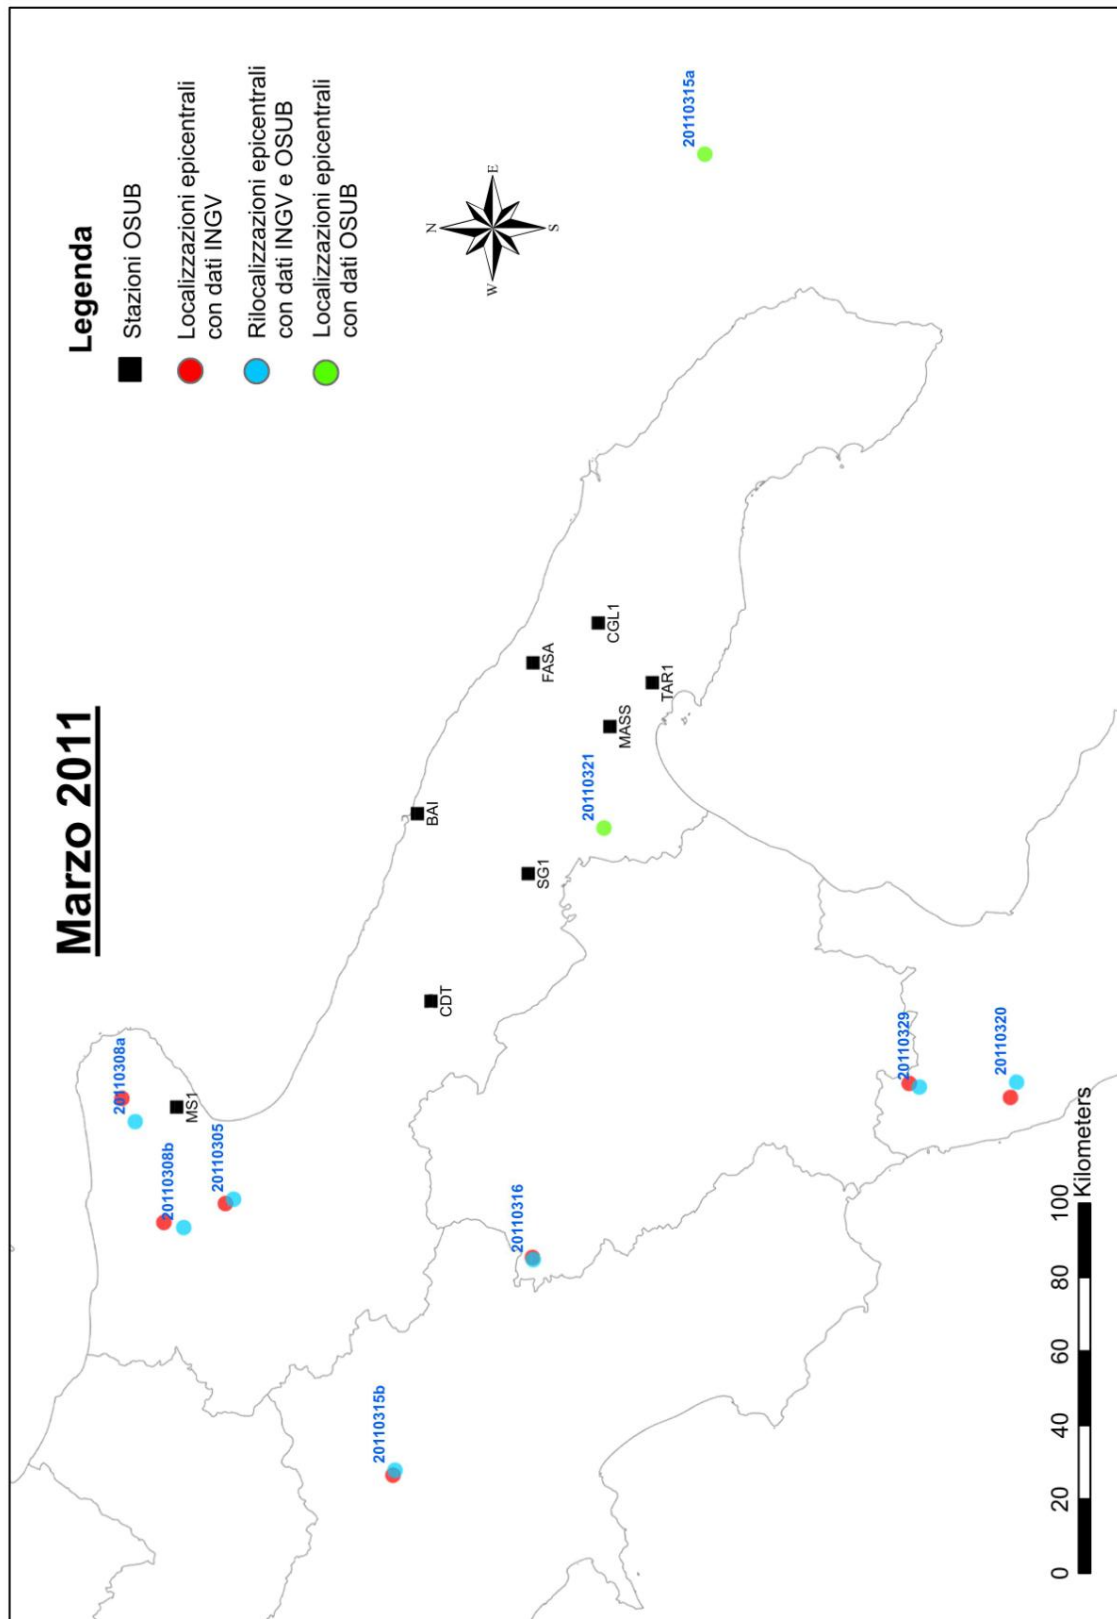 Marzo 2011
Legenda
Stazioni OSUB
Localizzazioni epicentrali
con dati INGV
Rilocalizzazioni epicentrali
con dati INGV e OSUB
Localizzazioni epicentrali
con dati OSUB
N
W
E
S
20110308a
MS1
20110308b
20110305
20110315b
20110316
CDT
BAI
SG1
FASA
CGL1
20110321
MASS
TAR1
20110315a
20110329
20110320
0
20
40
60
80
100
Kilometers